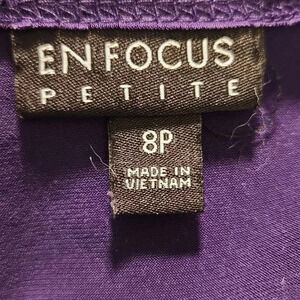 EN FOCUS
PETITE
8P
MADE IN
VIETNAM